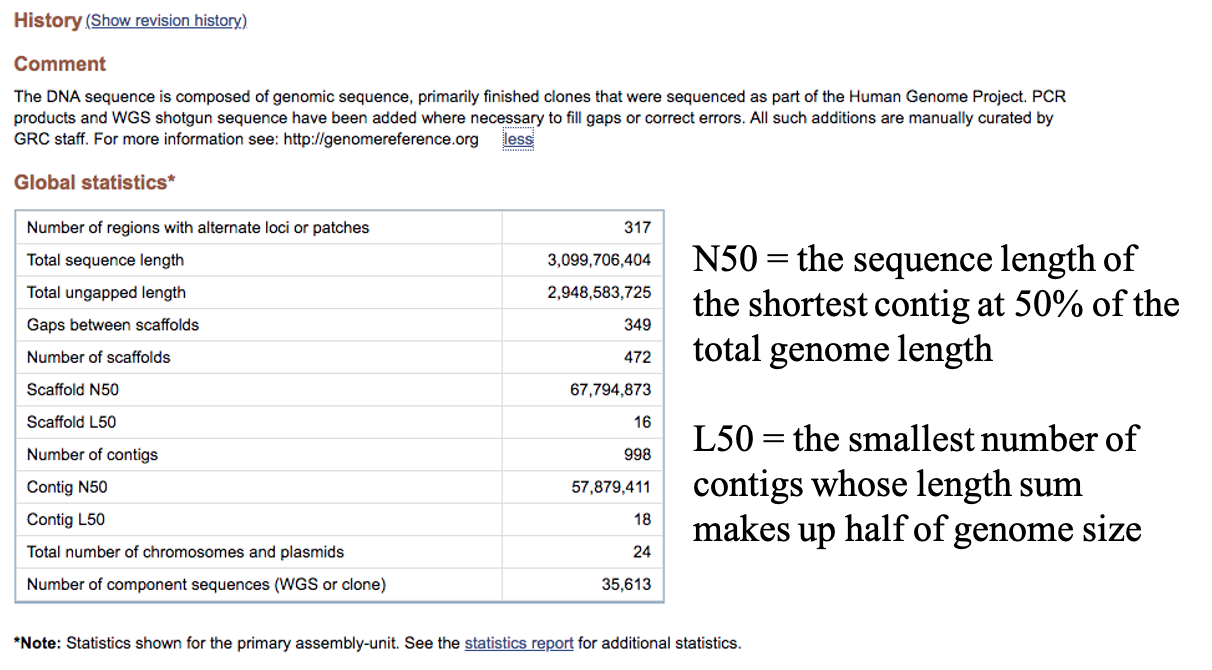 History (Show revision history)
Comment
The DNA sequence is composed of genomic sequence, primarily finished clones that were sequenced as part of the Human Genome Project. PCR
products and WGS shotgun sequence have been added where necessary to fill gaps or correct errors. All such additions are manually curated by
GRC staff. For more information see: http://genomereference.org less
Global statistics*
Number of regions with alternate loci or patches 317
Total sequence length 3,099,706,404
Total ungapped length 2,948,583,725
Gaps between scaffolds 349
Number of scaffolds 472
Scaffold N50 67,794,873
Scaffold L50 16
Number of contigs 998
Contig N50 57,879,411
Contig L50 18
Total number of chromosomes and plasmids 24
Number of component sequences (WGS or clone) 35,613
N50 = the sequence length of
the shortest contig at 50% of the
total genome length
L50 = the smallest number of
contigs whose length sum
makes up half of genome size
*Note: Statistics shown for the primary assembly-unit. See the statistics report for additional statistics.